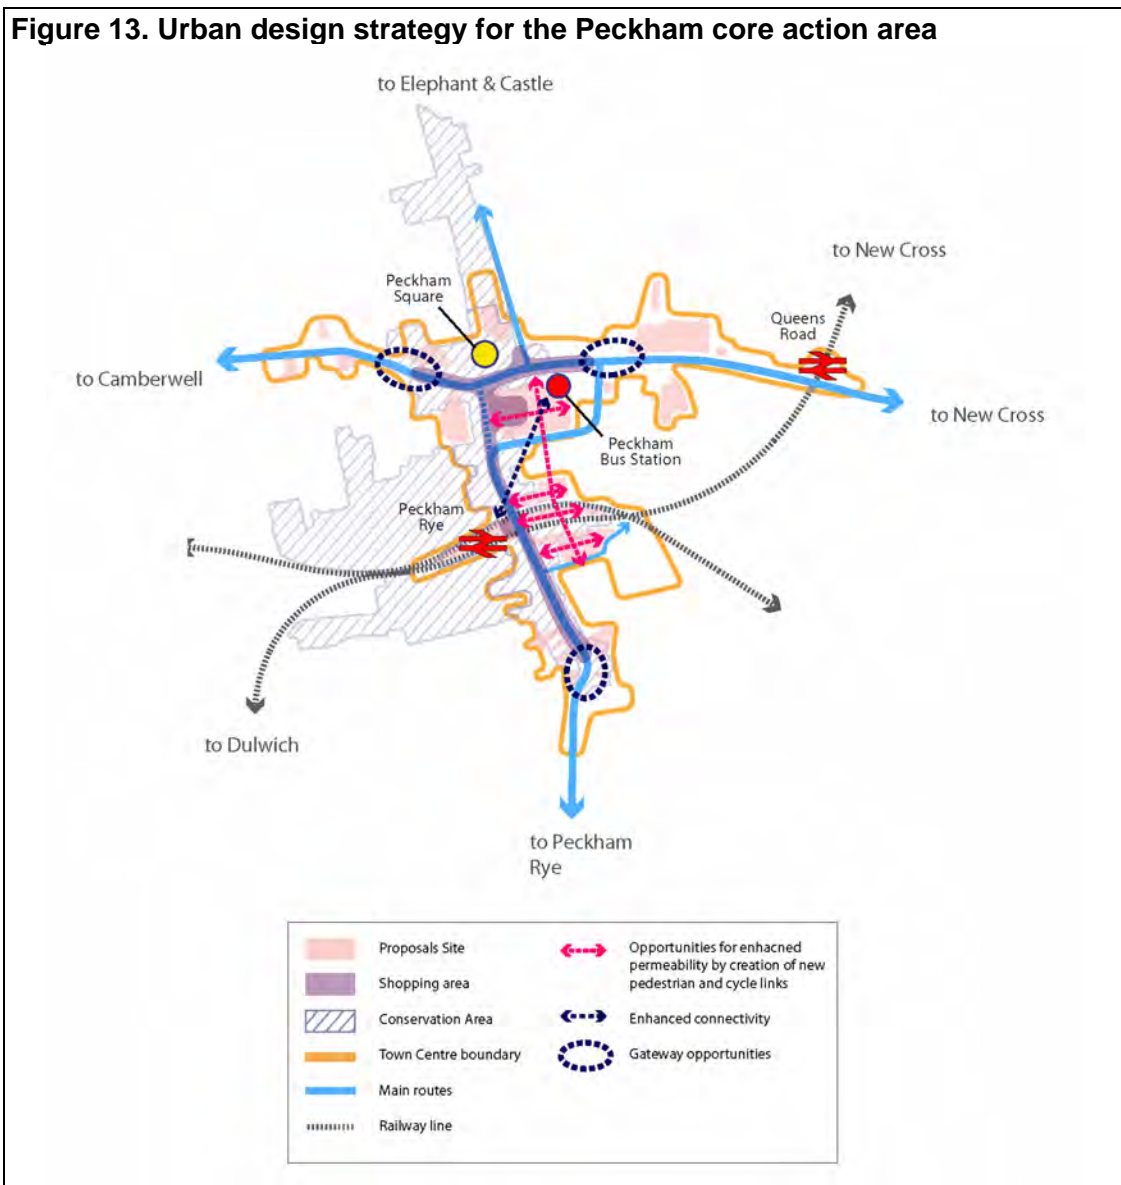 Figure 13. Urban design strategy for the Peckham core action area
to Elephant & Castle
to New Cross
Peckham
Square
Queens
Road
to Camberwell
to New Cross
Peckham
Bus Station
Peckham
Rye
to Dulwich
to Peckham
Rye
Proposals Site
Shopping area
Conservation Area
Town Centre boundary
Main routes
Railway line
Opportunities for enhacned
permeability by creation of new
pedestrian and cycle links
Enhanced connectivity
Gateway opportunities